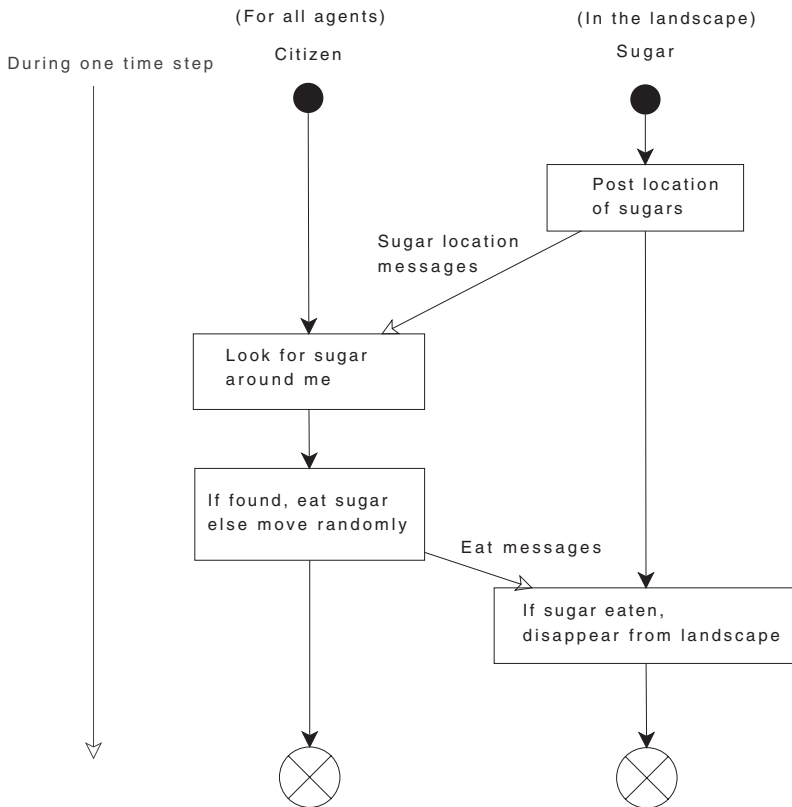 (For all agents)
(In the landscape)
During one time step
Citizen
Sugar
Post location
of sugars
Sugar location
messages
Look for sugar
around me
If found, eat sugar
else move randomly
Eat messages
If sugar eaten,
disappear from landscape